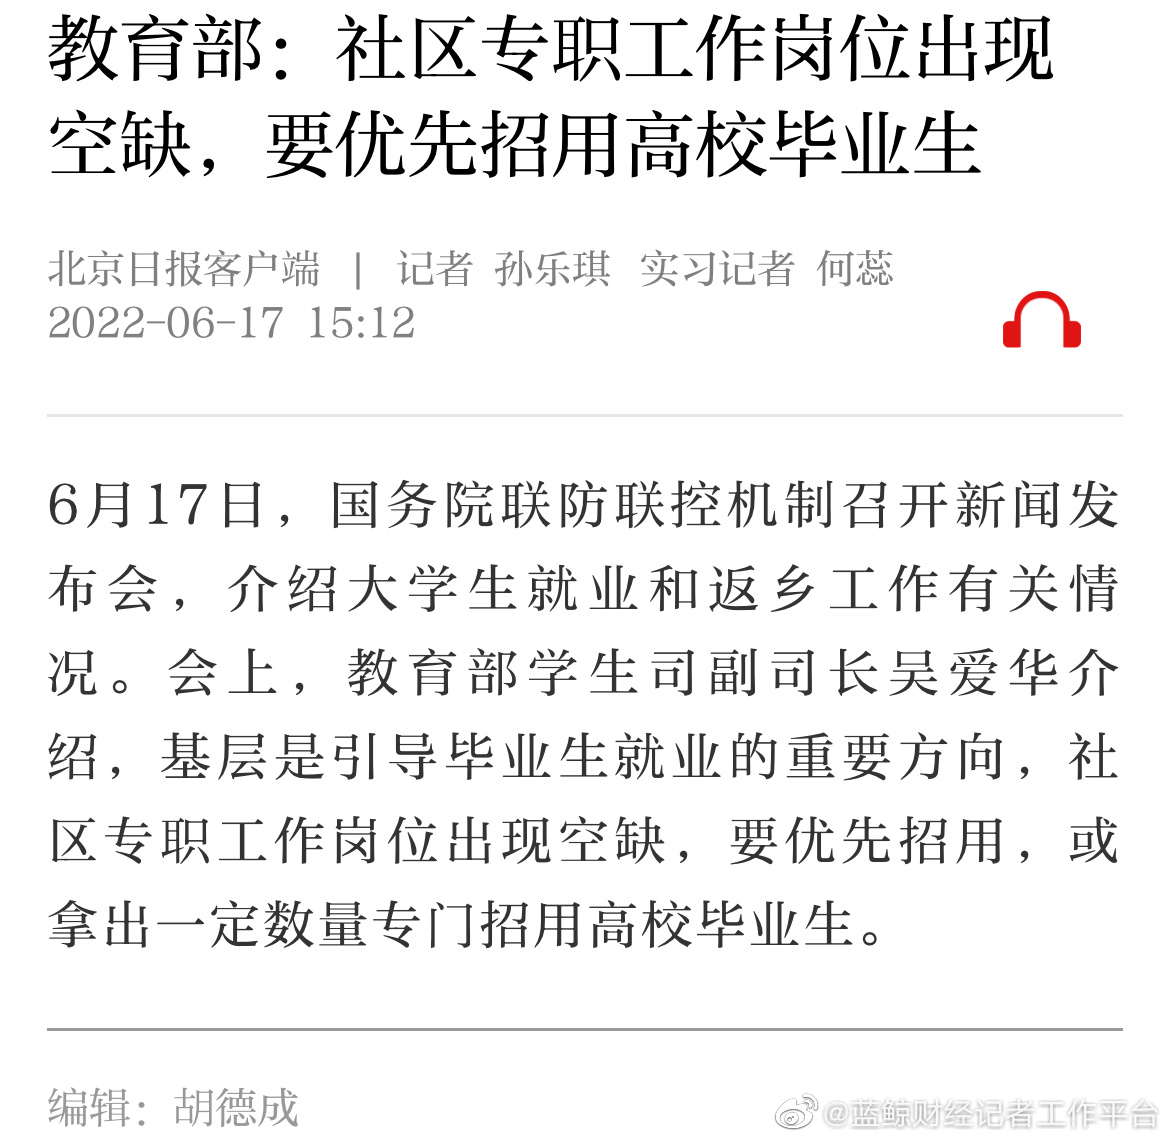 教育部：社区专职工作岗位出现
空缺，要优先招用高校毕业生
北京日报客户端 | 记者 孙乐琪 实习记者 何蕊
2022-06-17 15:12
6月17日，国务院联防联控机制召开新闻发
布会，介绍大学生就业和返乡工作有关情
况。会上，教育部学生司副司长吴爱华介
绍，基层是引导毕业生就业的重要方向，社
区专职工作岗位出现空缺，要优先招用，或
拿出一定数量专门招用高校毕业生。
编辑：胡德成
@蓝鲸财经记者工作平台